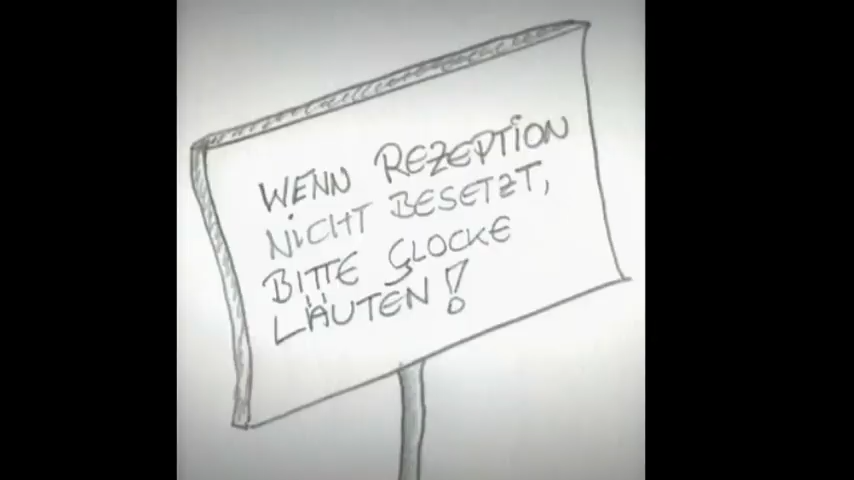 WENN REZEPTION
NICHT BESETZT,
BITTE GLOCKE
LÄUTEN!